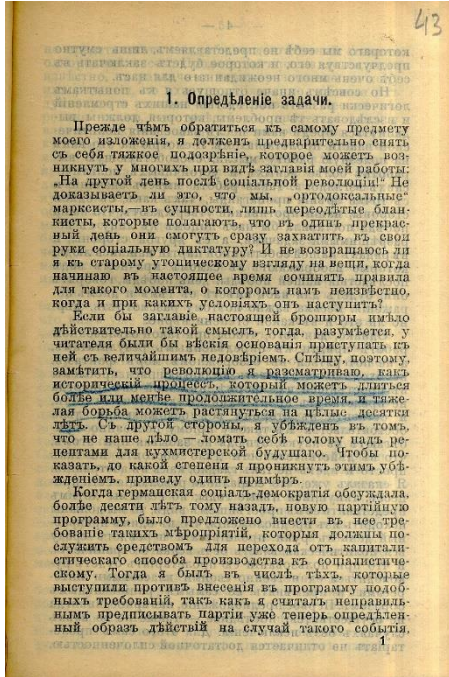 43
1. Опредѣленіе задачи.
Прежде чѣмъ обратиться къ самому предмету
моего изложенія, я долженъ предварительно снять
съ себя тяжкое подозрѣніе, которое можетъ воз-
никнуть у многихъ при видѣ заглавія моей работы:
„На другой день послѣ соціальной революціи!" Не
доказываетъ ли это, что мы, „ортодоксальные"
марксисты,—въ сущности, лишь переодѣтыеблан-
кисты, которые полагаютъ, что въ одинъ прекрас-
ный день они смогутъ сразу захватить въ свои
руки соціальную диктатуру? И не возвращаюсь ли
я къ старому утопическому взгляду на вещи, когда
начинаю въ настоящее время сочинять правила
для такого момента, о которомъ намъ неизвѣстно,
когда и при какихъ условіяхъ онъ наступитъ?
Если бы заглавіе настоящей брошюры имѣло
дѣйствительно такой смыслъ, тогда, разумѣется, у
читателя были бы вѣскія основанія приступать къ
ней съ величайшимъ недовѣріемъ. Спѣшу, поэтому,
замѣтить, что революцію я разсматриваю, какъ
историческій процессъ, который можетъ длиться
болѣе или менѣе продолжительное время, и тяже-
лая борьба можетъ растянуться на цѣлые десятки
лѣтъ. Съ другой стороны, я убѣжденъ въ томъ,
что не наше дѣло — ломать себѣ голову надъ ре-
цептами для кухмистерской будущаго. Чтобы по-
казать, до какой степени я проникнутъ этимъ убѣ-
жденіемъ, приведу одинъ примѣръ.
Когда германская соціалъ-демократія обсуждала,
болѣе десяти лѣтъ тому назадъ, новую партійную
программу, было предложено внести въ нее тре-
бованіе такихъ мѣропріятій, которыя должны по-
служить средствомъ для перехода отъ капитали-
стическаго способа производства къ соціалистиче-
скому. Тогда я былъ въ числѣ тѣхъ, которые
выступили противъ внесенія въ программу подоб-
ныхъ требованій, такъ какъ я считалъ неправиль-
нымъ предписывать партіи уже теперь опредѣлен-
ный образъ дѣйствій на случай такого событія,
1